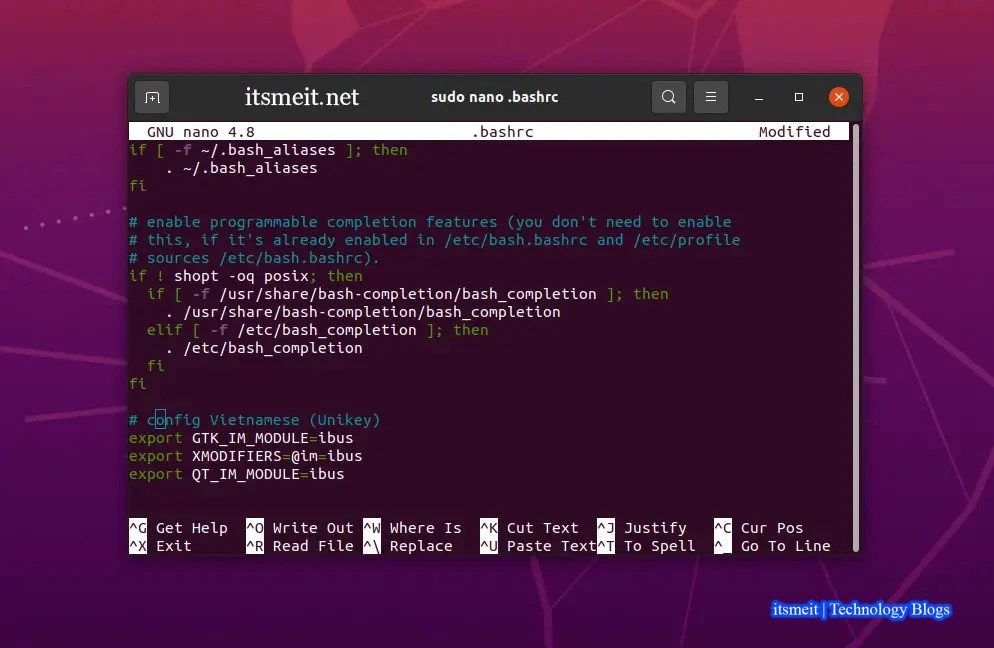 itsmeit.net sudo nano .bashrc
GNU nano 4.8 .bashrc Modified
if [ -f ~/.bash_aliases ]; then
    . ~/.bash_aliases
fi
# enable programmable completion features (you don't need to enable
# this, if it's already enabled in /etc/bash.bashrc and /etc/profile
# sources /etc/bash.bashrc).
if ! shopt -oq posix; then
  if [ -f /usr/share/bash-completion/bash_completion ]; then
    . /usr/share/bash-completion/bash_completion
  elif [ -f /etc/bash_completion ]; then
    . /etc/bash_completion
  fi
fi
# config Vietnamese (Unikey)
export GTK_IM_MODULE=ibus
export XMODIFIERS=@im=ibus
export QT_IM_MODULE=ibus
^G Get Help ^O Write Out ^W Where Is ^K Cut Text ^J Justify ^C Cur Pos
^X Exit ^R Read File ^\ Replace ^U Paste Text ^T To Spell ^_ Go To Line
itsmeit | Technology Blogs